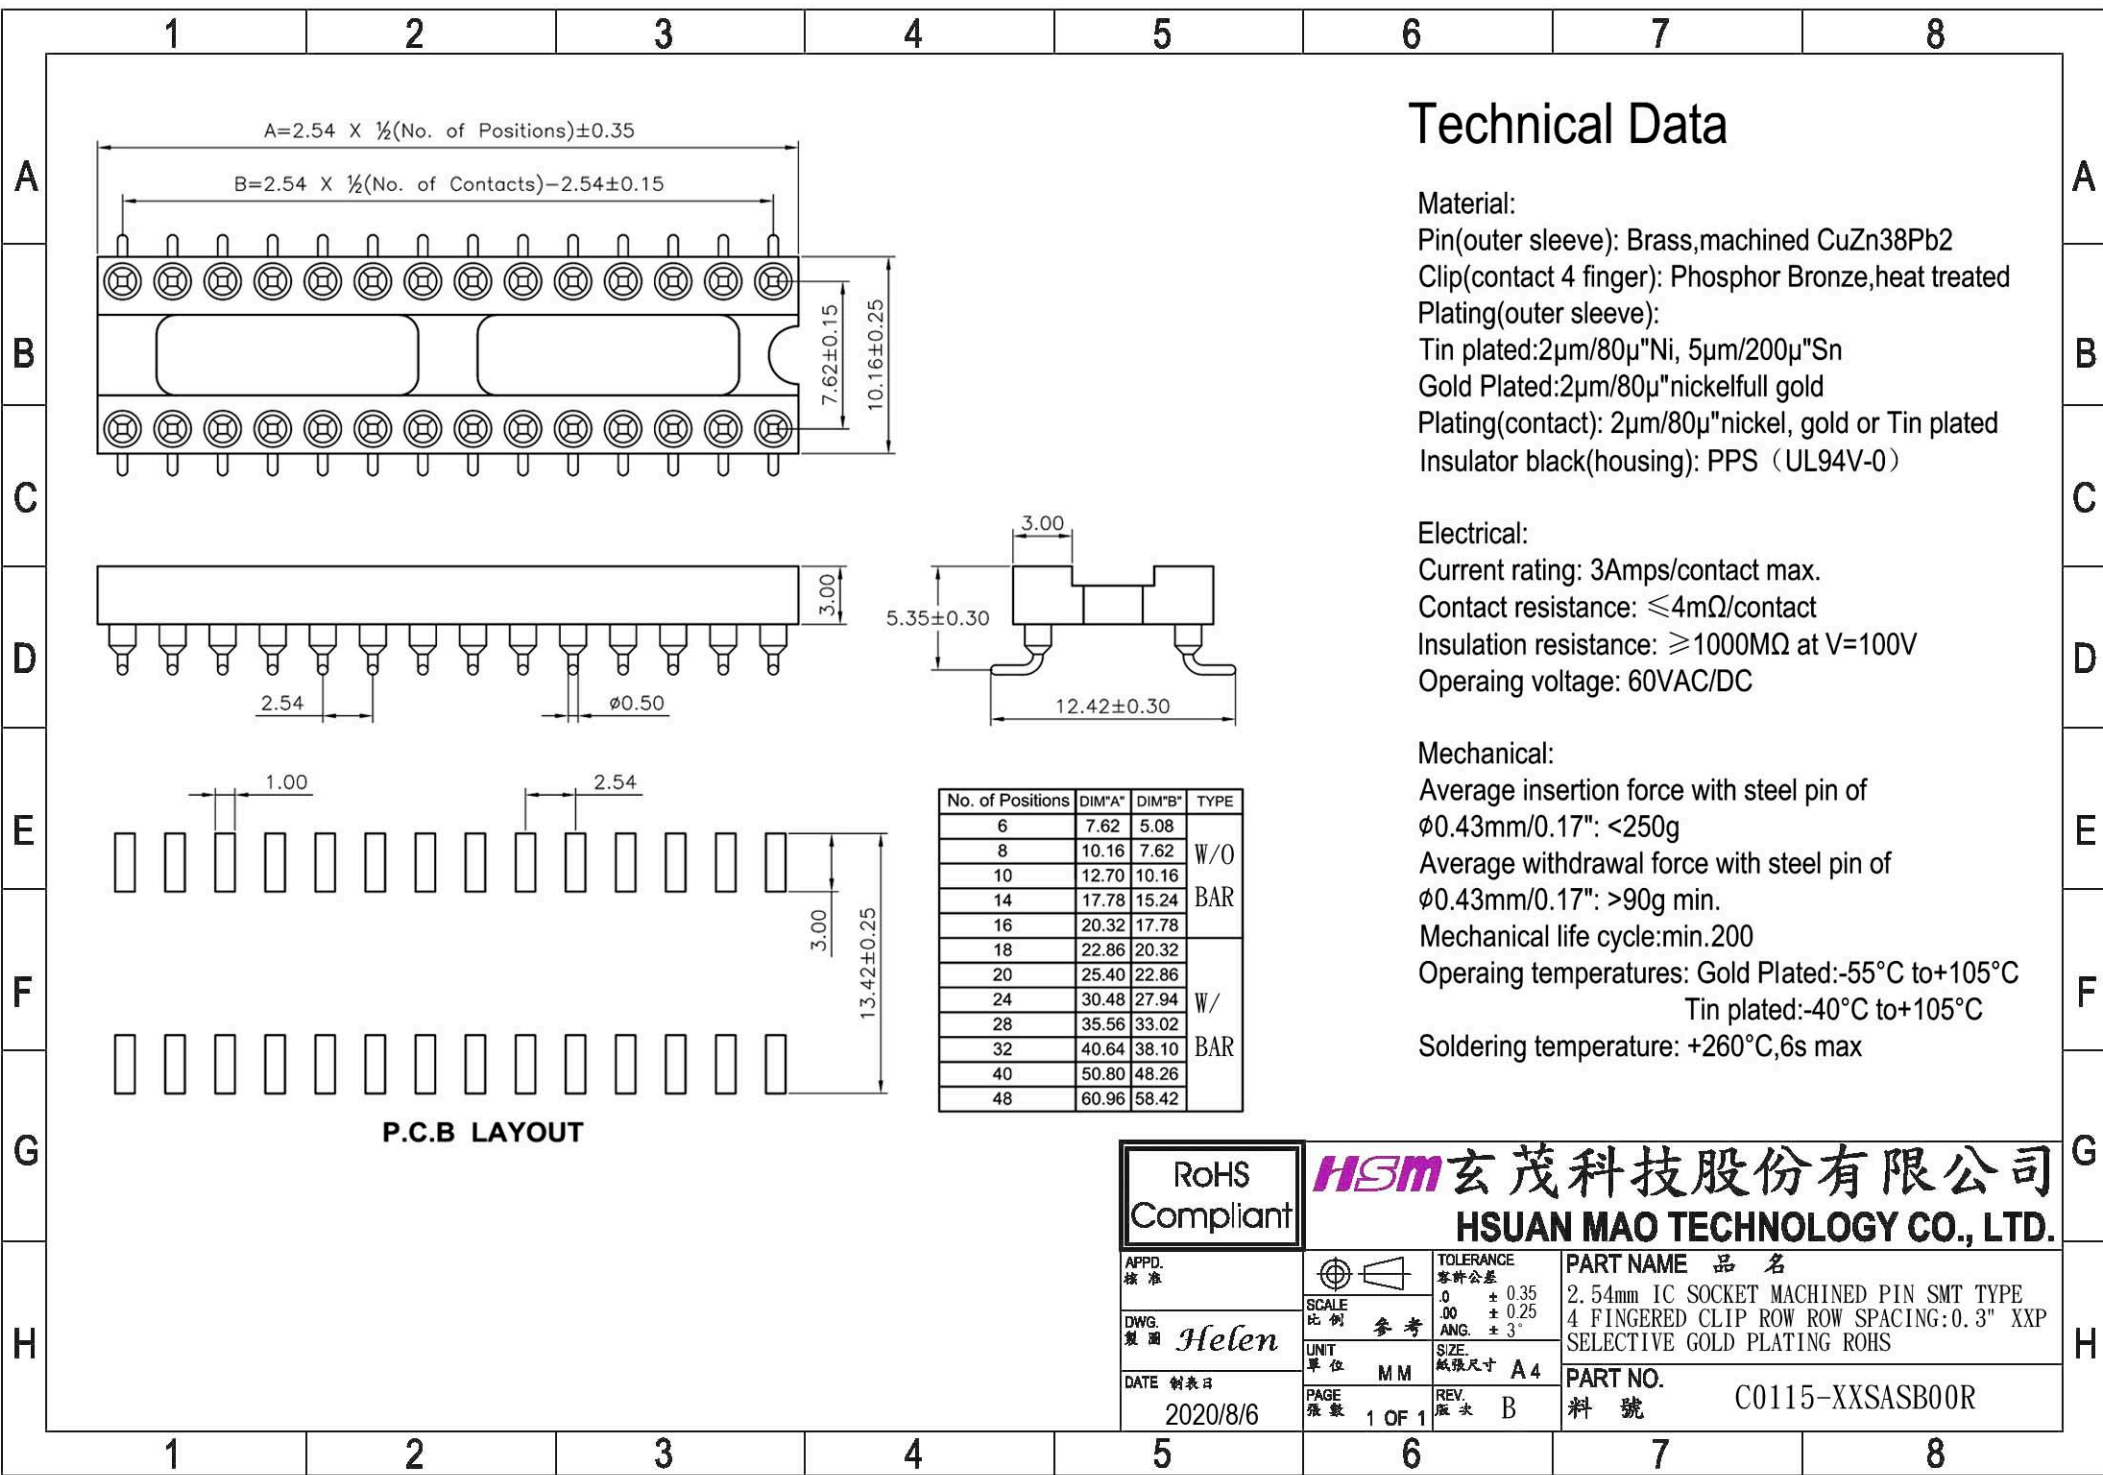 1 2 3 4 5 6 7 8
A
B
C
D
E
F
G
H
A
B
C
D
E
F
G
H
A=2.54 X ½(No. of Positions)±0.35
B=2.54 X ½(No. of Contacts)-2.54±0.15
7.62±0.15
10.16±0.25
3.00
2.54
ø0.50
3.00
5.35±0.30
12.42±0.30
1.00
2.54
3.00
13.42±0.25
P.C.B LAYOUT
No. of Positions DIM"A" DIM"B" TYPE
6 7.62 5.08
8 10.16 7.62
10 12.70 10.16
14 17.78 15.24
16 20.32 17.78
W/O
BAR
18 22.86 20.32
20 25.40 22.86
24 30.48 27.94
28 35.56 33.02
32 40.64 38.10
40 50.80 48.26
48 60.96 58.42
W/
BAR
Technical Data
Material:
Pin(outer sleeve): Brass,machined CuZn38Pb2
Clip(contact 4 finger): Phosphor Bronze,heat treated
Plating(outer sleeve):
Tin plated:2µm/80µ"Ni, 5µm/200µ"Sn
Gold Plated:2µm/80µ"nickelfull gold
Plating(contact): 2µm/80µ"nickel, gold or Tin plated
Insulator black(housing): PPS（UL94V-0）
Electrical:
Current rating: 3Amps/contact max.
Contact resistance: ≤4mΩ/contact
Insulation resistance: ≥1000MΩ at V=100V
Operaing voltage: 60VAC/DC
Mechanical:
Average insertion force with steel pin of
φ0.43mm/0.17": <250g
Average withdrawal force with steel pin of
φ0.43mm/0.17": >90g min.
Mechanical life cycle:min.200
Operaing temperatures: Gold Plated:-55°C to+105°C
Tin plated:-40°C to+105°C
Soldering temperature: +260°C,6s max
RoHS
Compliant
HSM玄茂科技股份有限公司
HSUAN MAO TECHNOLOGY CO., LTD.
APPD.
核 准
DWG.
製 圖 Helen
DATE 制表日
2020/8/6
SCALE
比 例 參 考
UNIT
單 位 MM
PAGE
張 數 1 OF 1
TOLERANCE
容許公差
.0 ± 0.35
.00 ± 0.25
ANG. ± 3°
SIZE.
紙張尺寸 A4
REV.
版 次 B
PART NAME 品 名
2.54mm IC SOCKET MACHINED PIN SMT TYPE
4 FINGERED CLIP ROW ROW SPACING:0.3" XXP
SELECTIVE GOLD PLATING ROHS
PART NO.
料 號 C0115-XXSASB00R
1 2 3 4 5 6 7 8